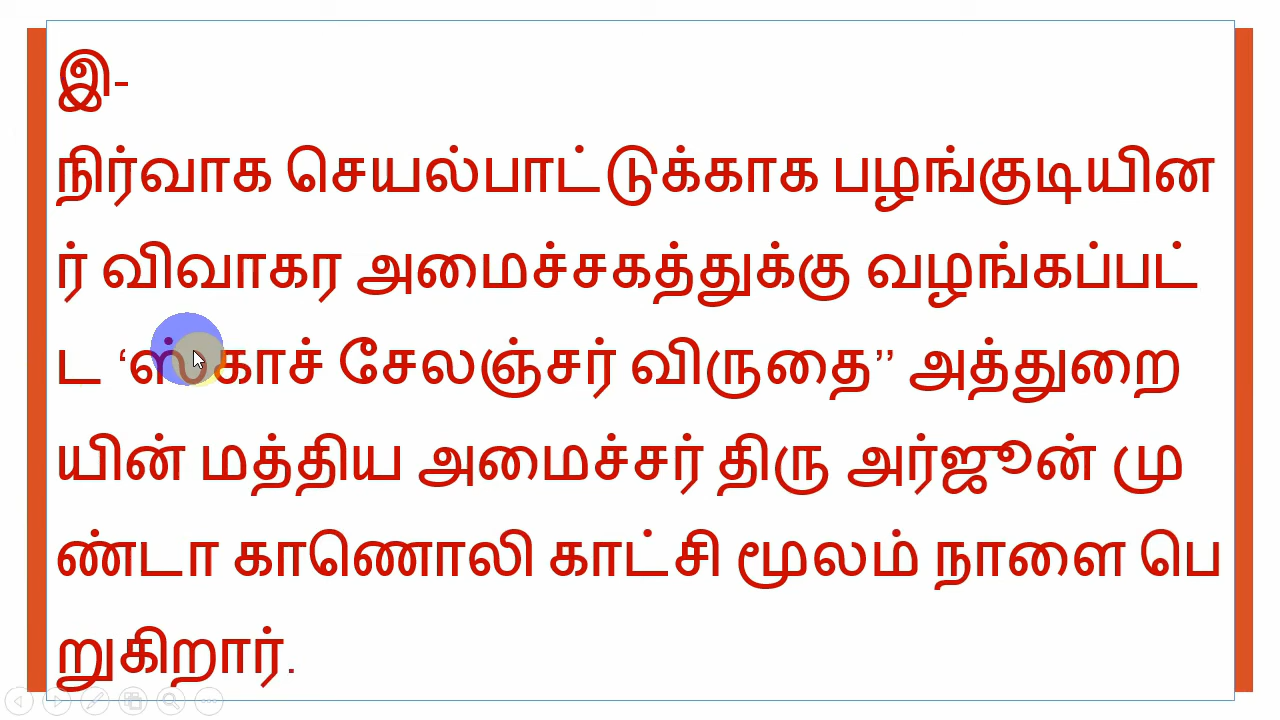 இ-
நிர்வாக செயல்பாட்டுக்காக பழங்குடியின
ர் விவாகர அமைச்சகத்துக்கு வழங்கப்பட்
ட ‘ஸ்காச் சேலஞ்சர் விருதை’’ அத்துறை
யின் மத்திய அமைச்சர் திரு அர்ஜூன் மு
ண்டா காணொலி காட்சி மூலம் நாளை பெ
றுகிறார்.